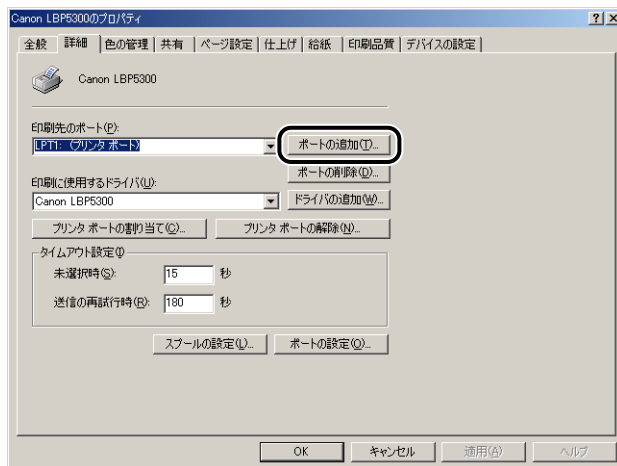 Canon LBP5300のプロパティ
全般 詳細 色の管理 共有 ページ設定 仕上げ 給紙 印刷品質 デバイスの設定
Canon LBP5300
印刷先のポート(P):
LPT1: (プリンタ ポート) ポートの追加(T)...
ポートの削除(D)...
印刷に使用するドライバ(U):
Canon LBP5300 ドライバの追加(W)...
プリンタ ポートの割り当て(C)... プリンタ ポートの解除(N)...
タイムアウト設定(I)
未選択時(S): 15 秒
送信の再試行時(R): 180 秒
スプールの設定(L)... ポートの設定(O)...
OK キャンセル 適用(A) ヘルプ